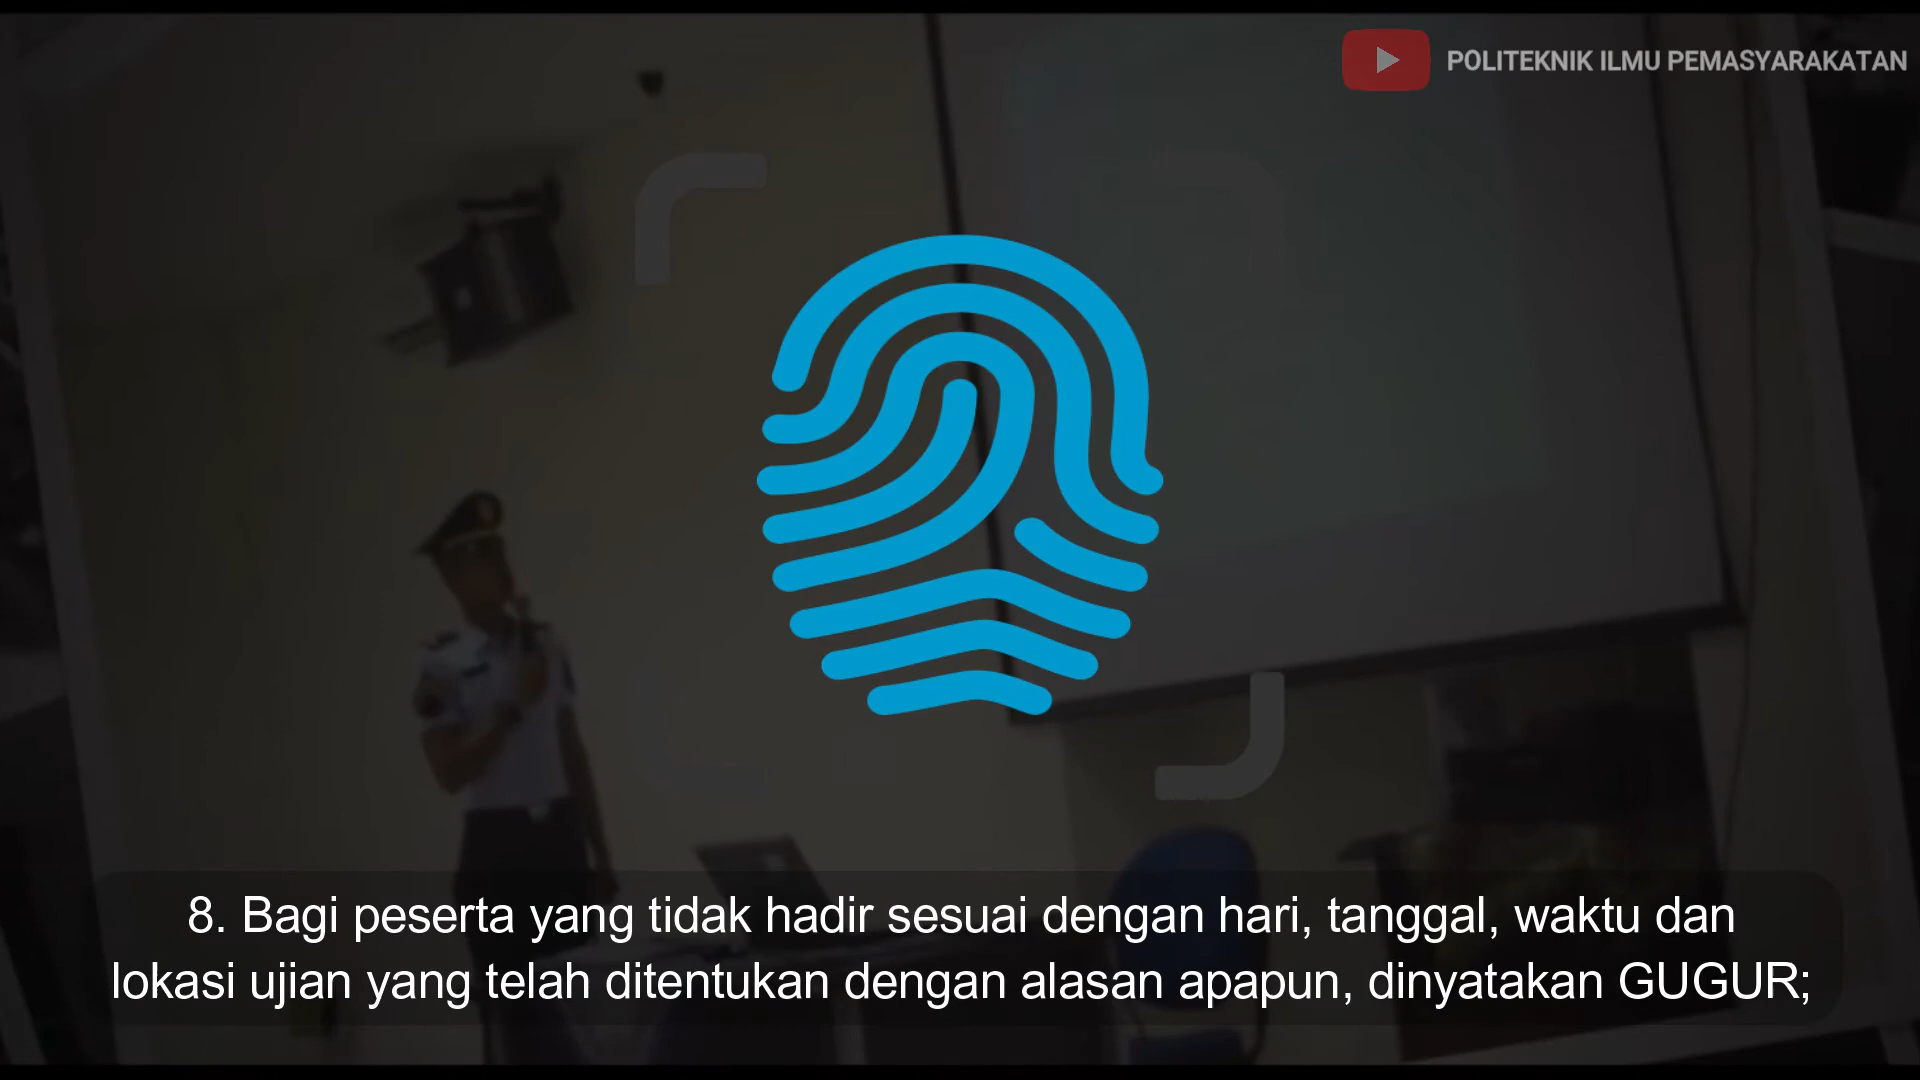 POLITEKNIK ILMU PEMASYARAKATAN
8. Bagi peserta yang tidak hadir sesuai dengan hari, tanggal, waktu dan
lokasi ujian yang telah ditentukan dengan alasan apapun, dinyatakan GUGUR;